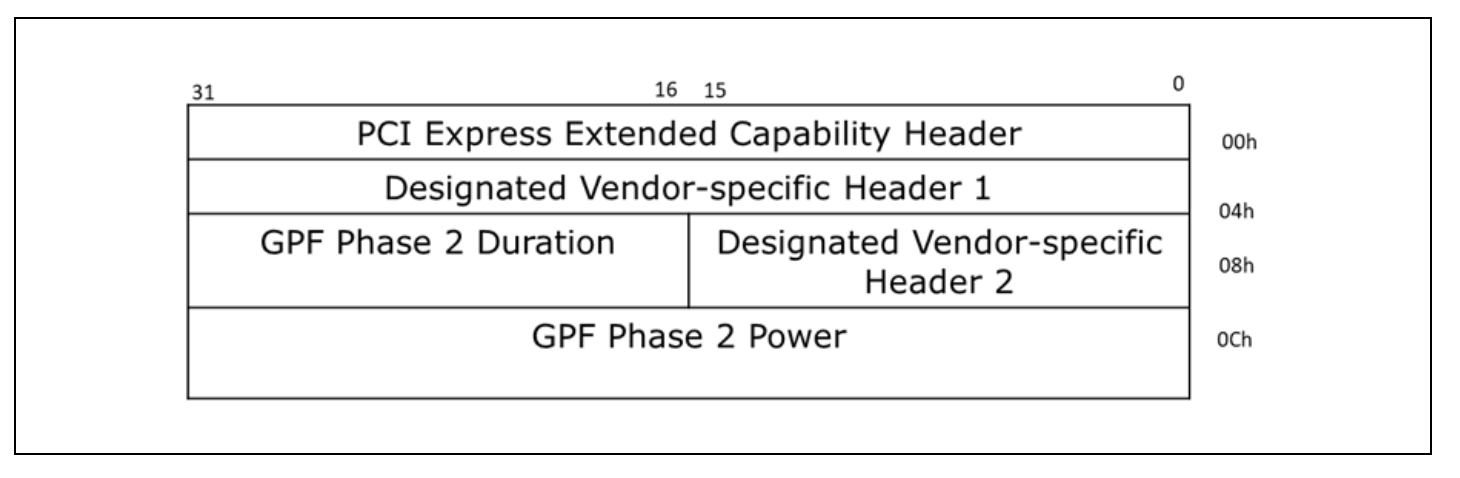 31 16 15 0
PCI Express Extended Capability Header 00h
Designated Vendor-specific Header 1 04h
GPF Phase 2 Duration Designated Vendor-specific
Header 2 08h
GPF Phase 2 Power 0Ch